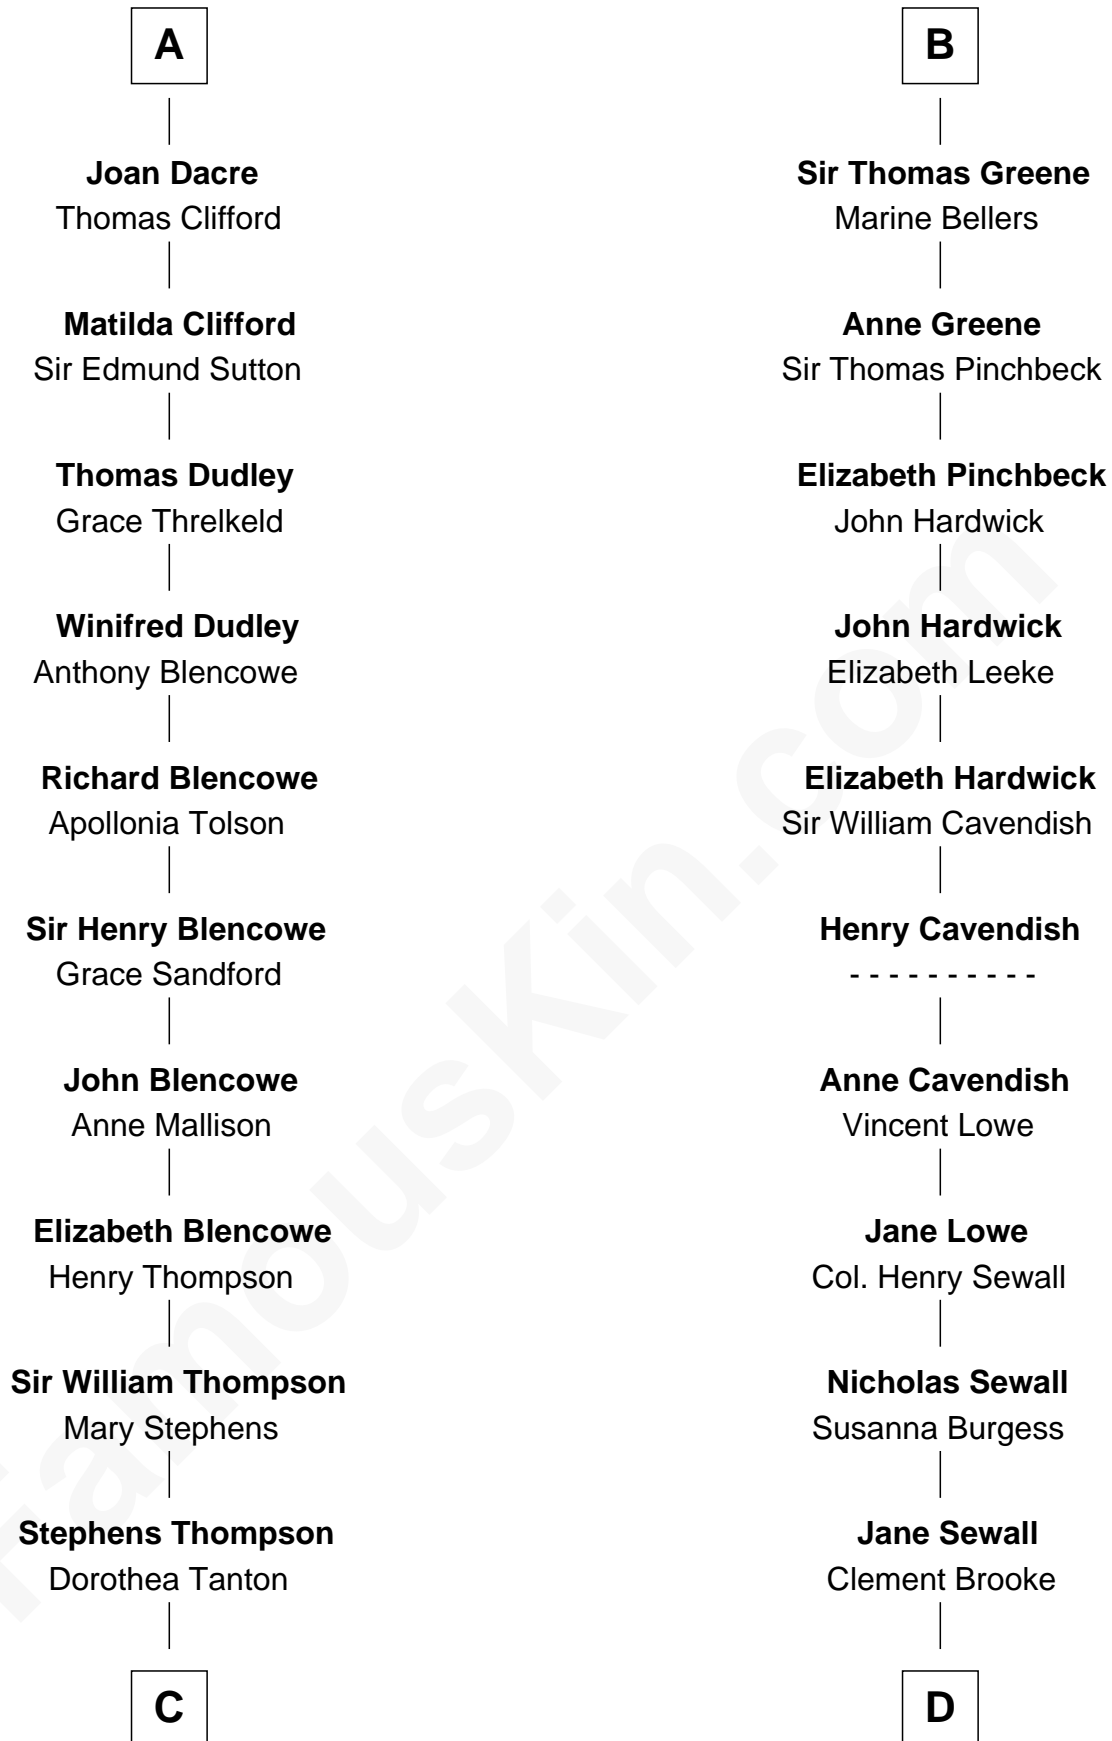 A
Joan Dacre
Thomas Clifford
Matilda Clifford
Sir Edmund Sutton
Thomas Dudley
Grace Threlkeld
Winifred Dudley
Anthony Blencowe
Richard Blencowe
Apollonia Tolson
Sir Henry Blencowe
Grace Sandford
John Blencowe
Anne Mallison
Elizabeth Blencowe
Henry Thompson
Sir William Thompson
Mary Stephens
Stephens Thompson
Dorothea Tanton
C
B
Sir Thomas Greene
Marine Bellers
Anne Greene
Sir Thomas Pinchbeck
Elizabeth Pinchbeck
John Hardwick
John Hardwick
Elizabeth Leeke
Elizabeth Hardwick
Sir William Cavendish
Henry Cavendish
- - - - - - - - - -
Anne Cavendish
Vincent Lowe
Jane Lowe
Col. Henry Sewall
Nicholas Sewall
Susanna Burgess
Jane Sewall
Clement Brooke
D
FamousKin.com